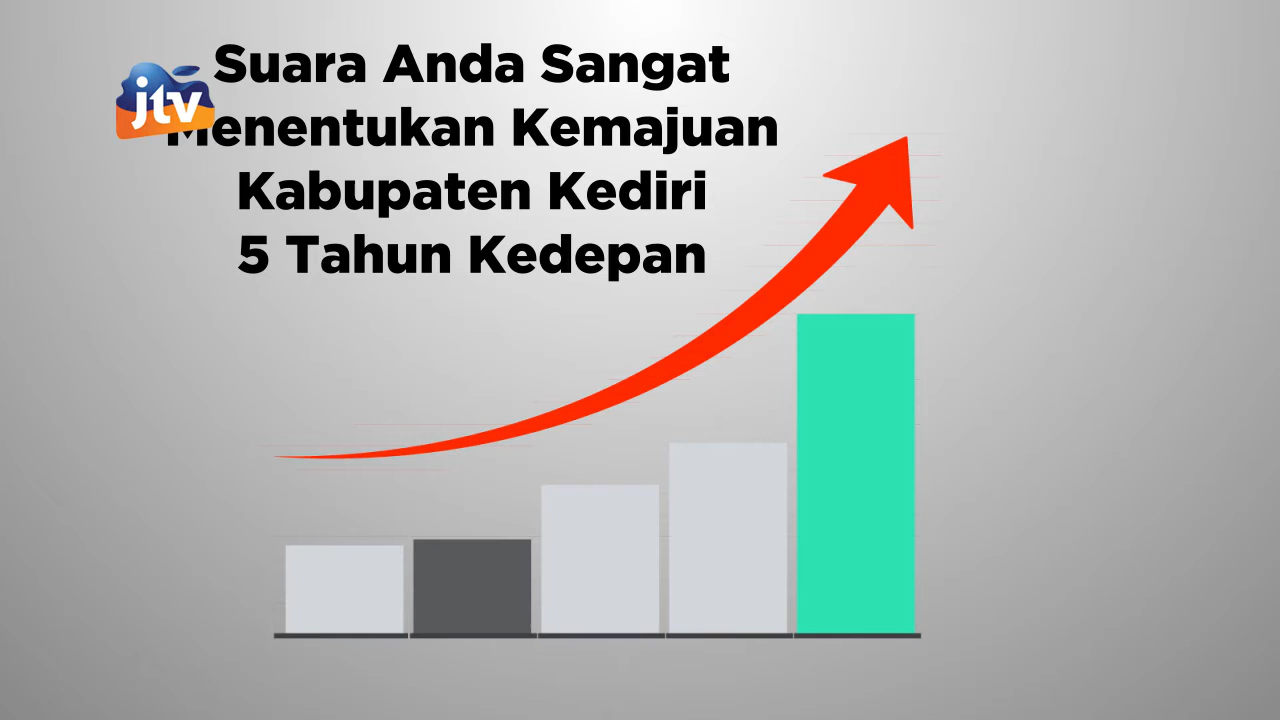 Suara Anda Sangat
jtv
Menentukan Kemajuan
Kabupaten Kediri
5 Tahun Kedepan